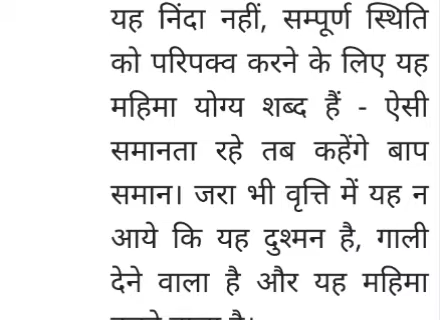 यह निंदा नहीं, सम्पूर्ण स्थिति
को परिपक्व करने के लिए यह
महिमा योग्य शब्द हैं - ऐसी
समानता रहे तब कहेंगे बाप
समान। जरा भी वृत्ति में यह न
आये कि यह दुश्मन है, गाली
देने वाला है और यह महिमा